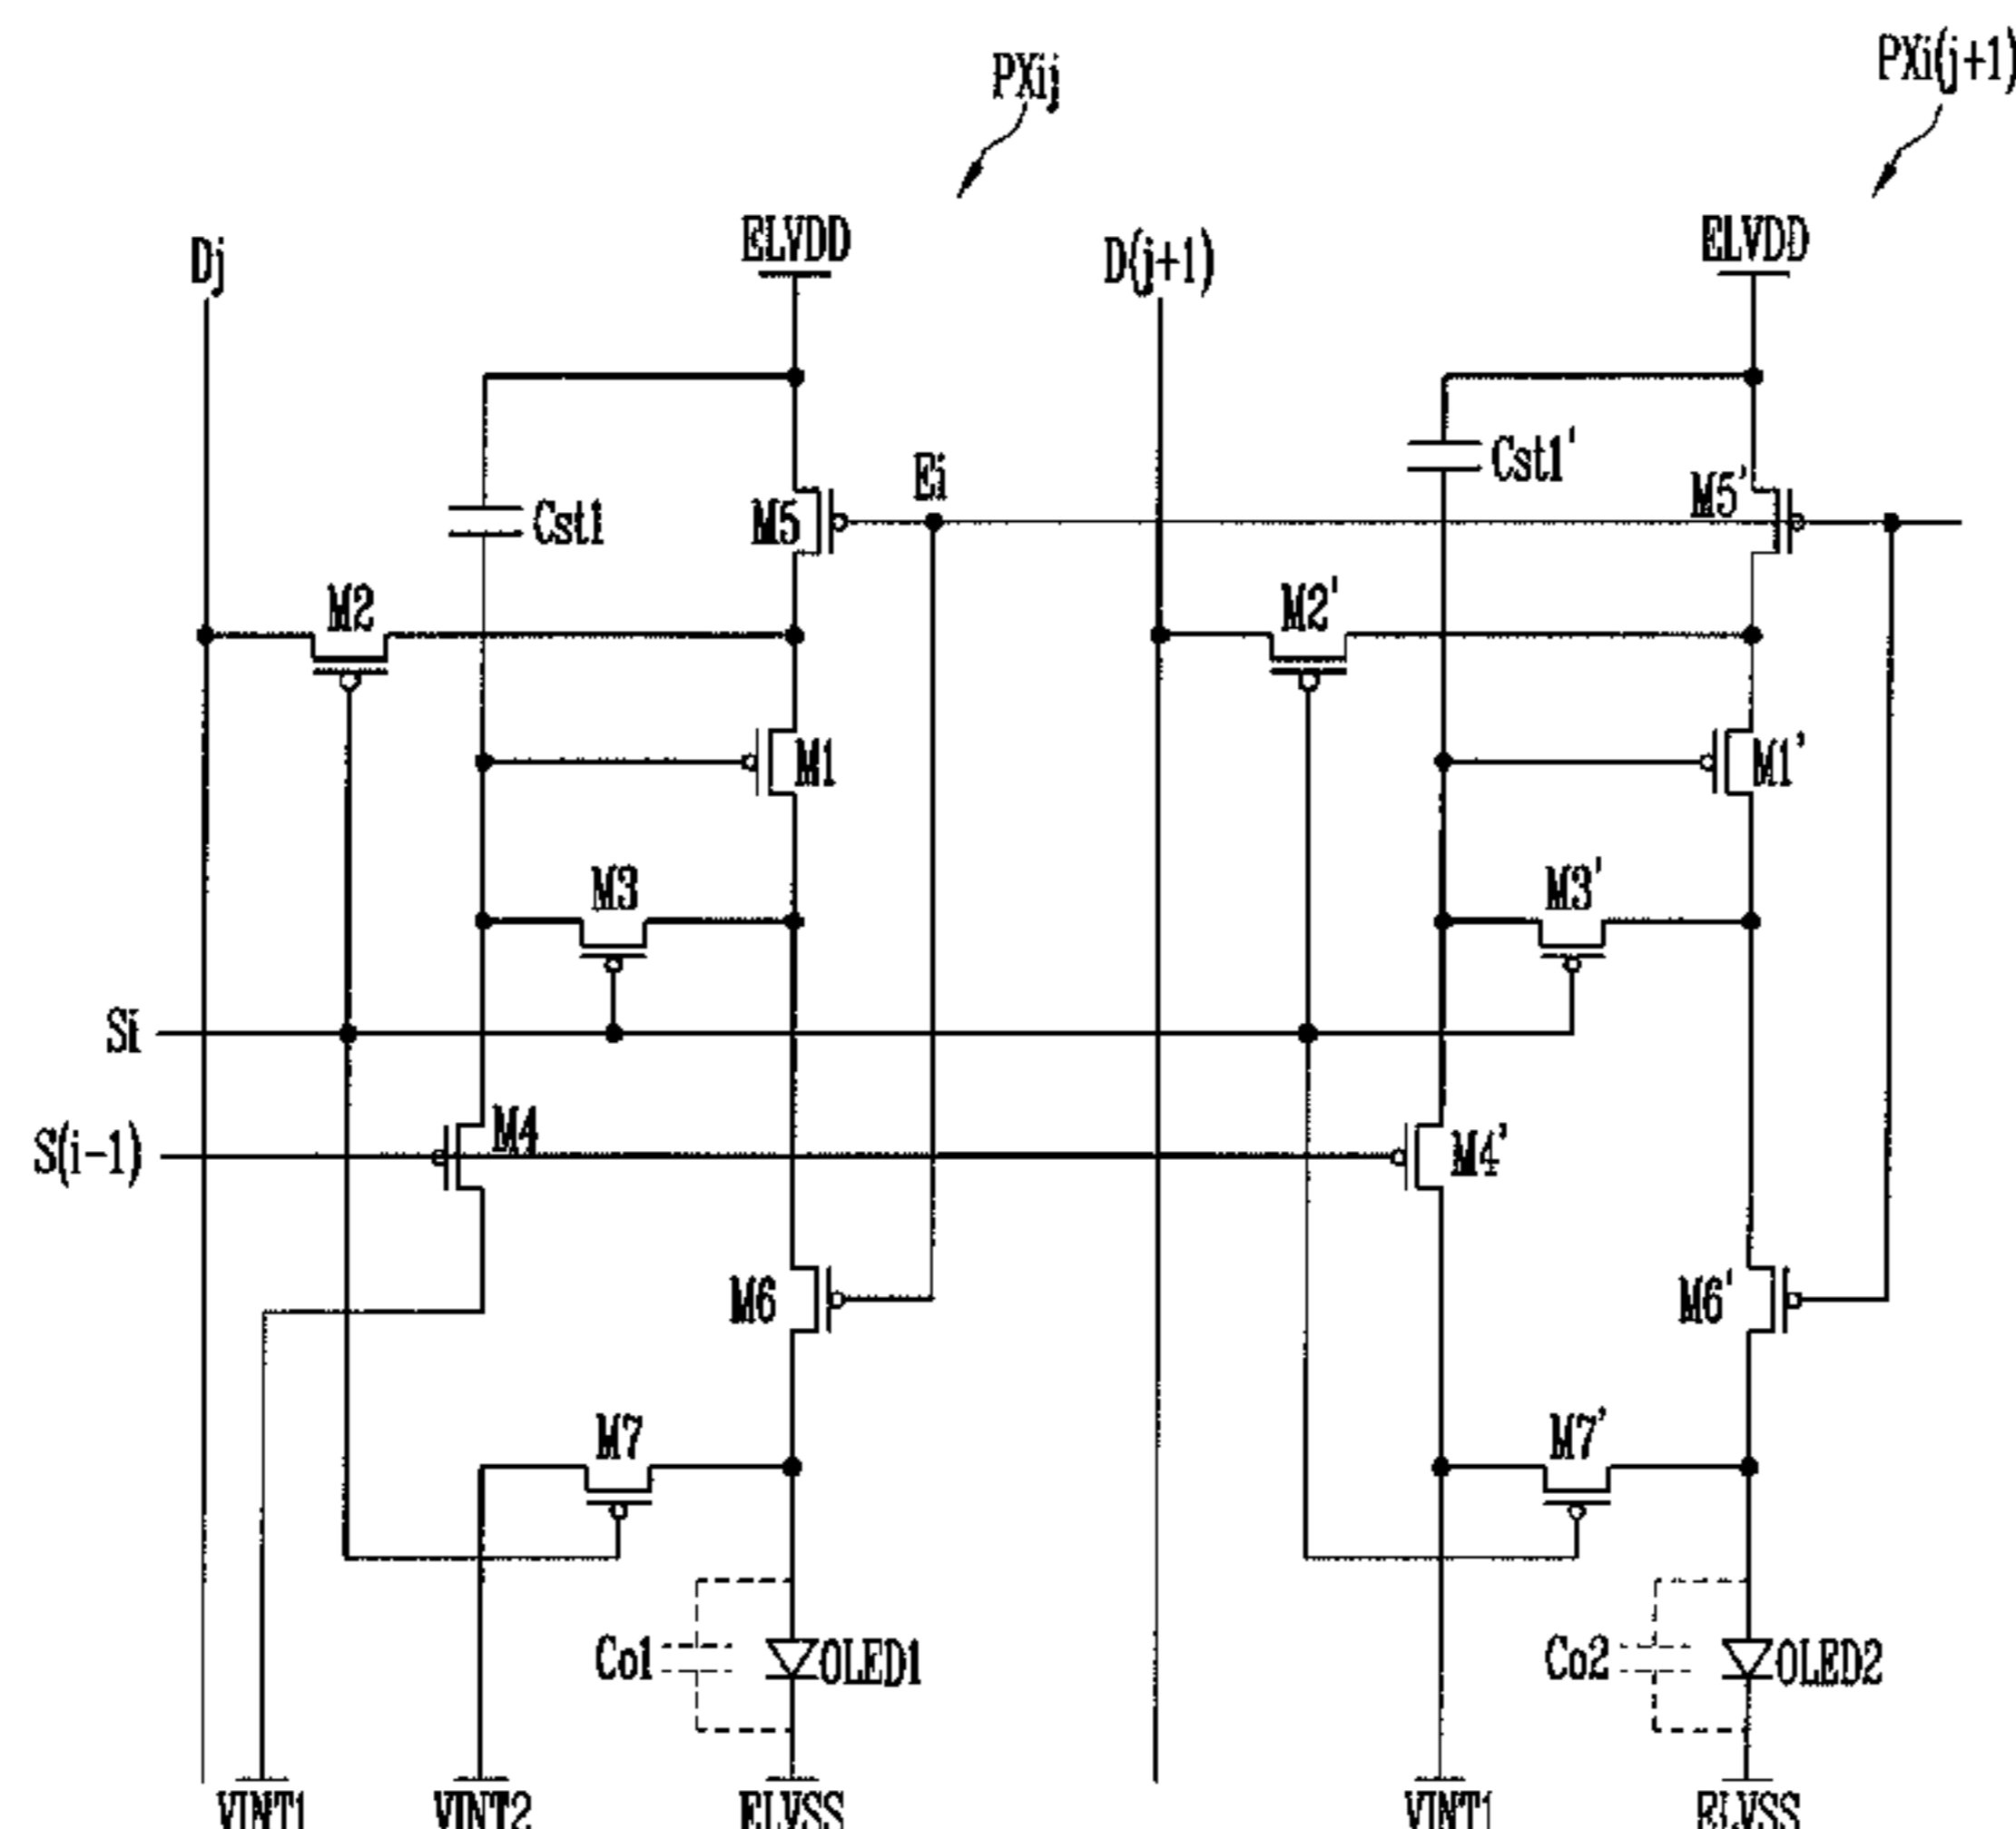 PXij
PXi(j+1)
Dj
ELVDD
D(j+1)
ELVDD
Cst1
M5
Ei
Cst1'
M5'
M2
M2'
M1
M1'
M3
M3'
Si
S(i-1)
M4
M4'
M6
M6'
M7
M7'
Co1
OLED1
Co2
OLED2
VINT1
VINT2
ELVSS
VINT1
ELVSS